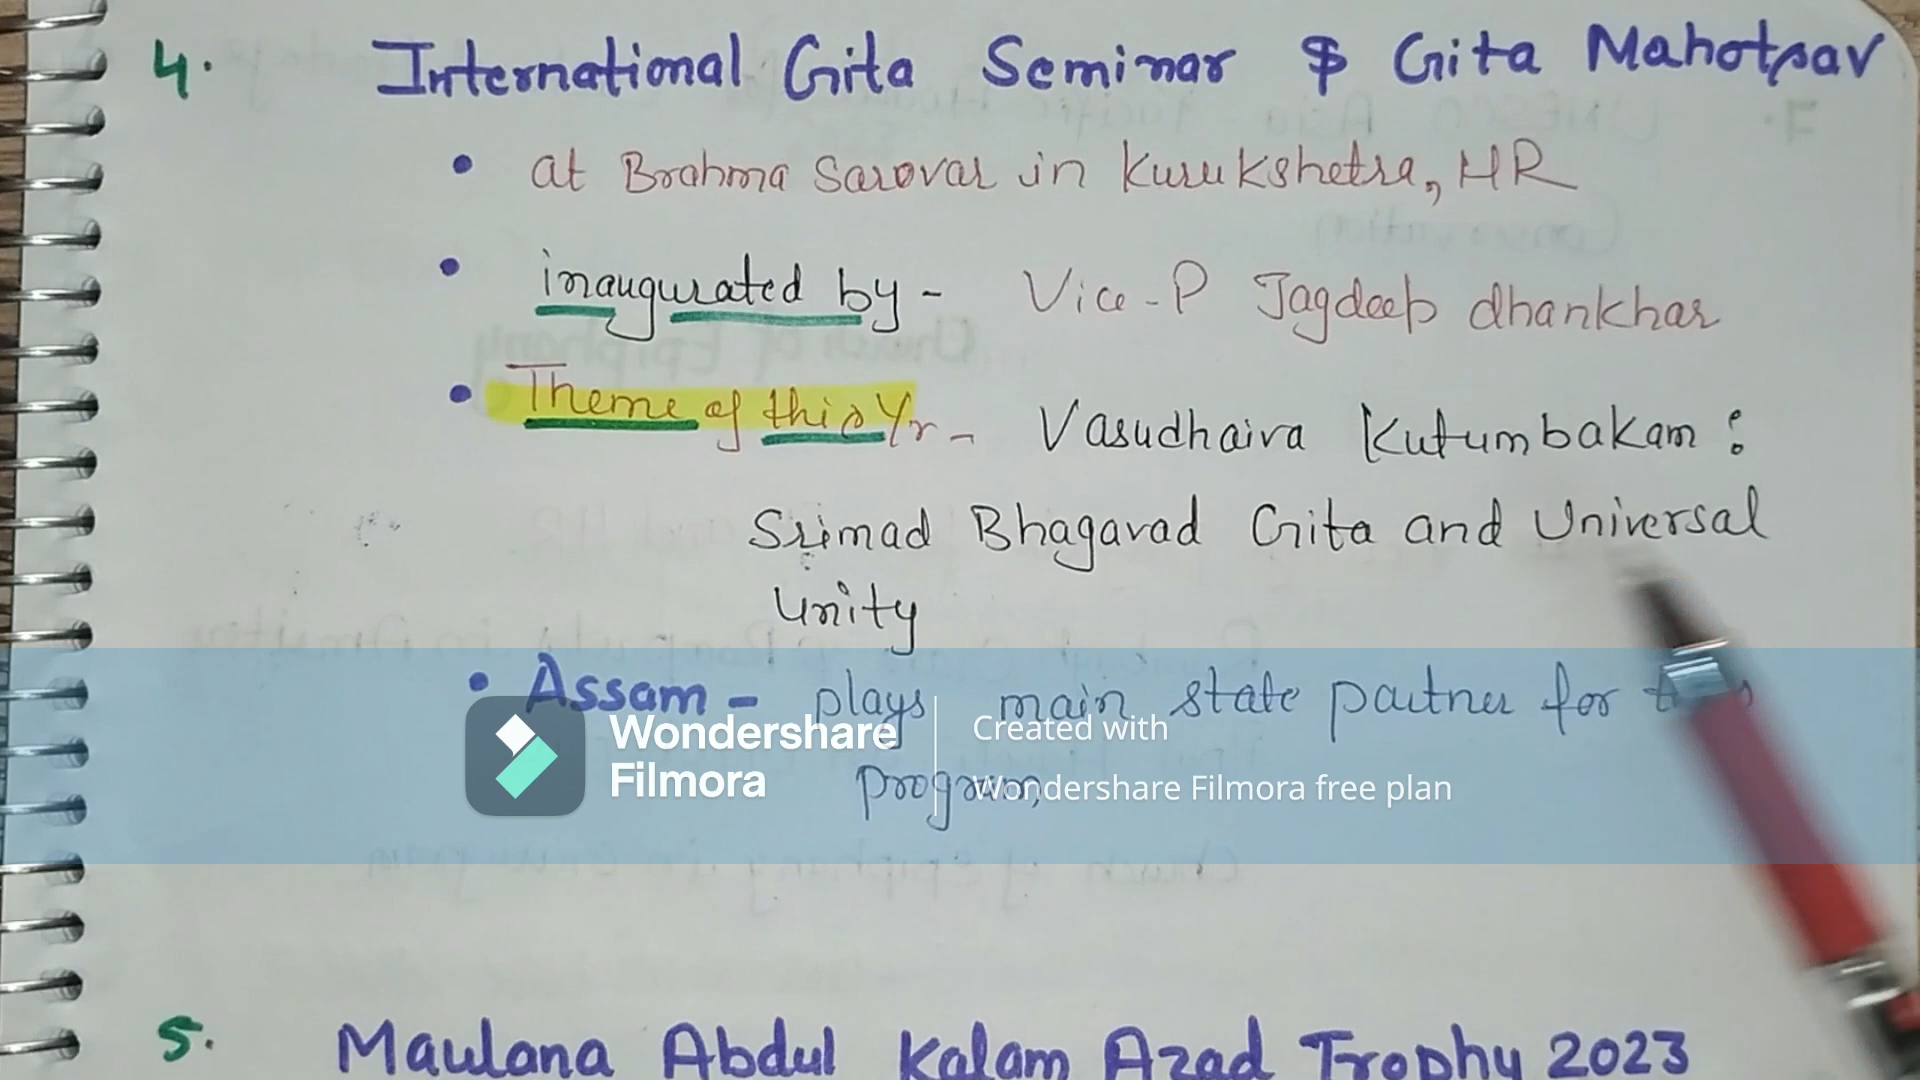 4. International Gita Seminar & Gita Mahotsav
• at Brahma Sarovar in Kurukshetra, HR
• inaugurated by - Vice-P Jagdeep dhankhar
• Theme of this Yr - Vasudhaiva Kutumbakam :
Srimad Bhagavad Gita and Universal
Unity
• Assam - plays main state partner for
program
Wondershare
Filmora
Created with
Wondershare Filmora free plan
5. Maulana Abdul Kalam Azad Trophy 2023